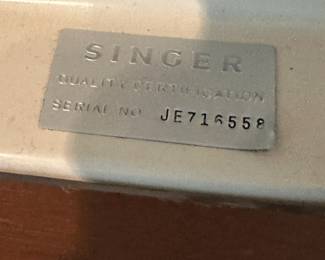 SINGER
QUALITY CERTIFICATION
SERIAL NO. JE716558